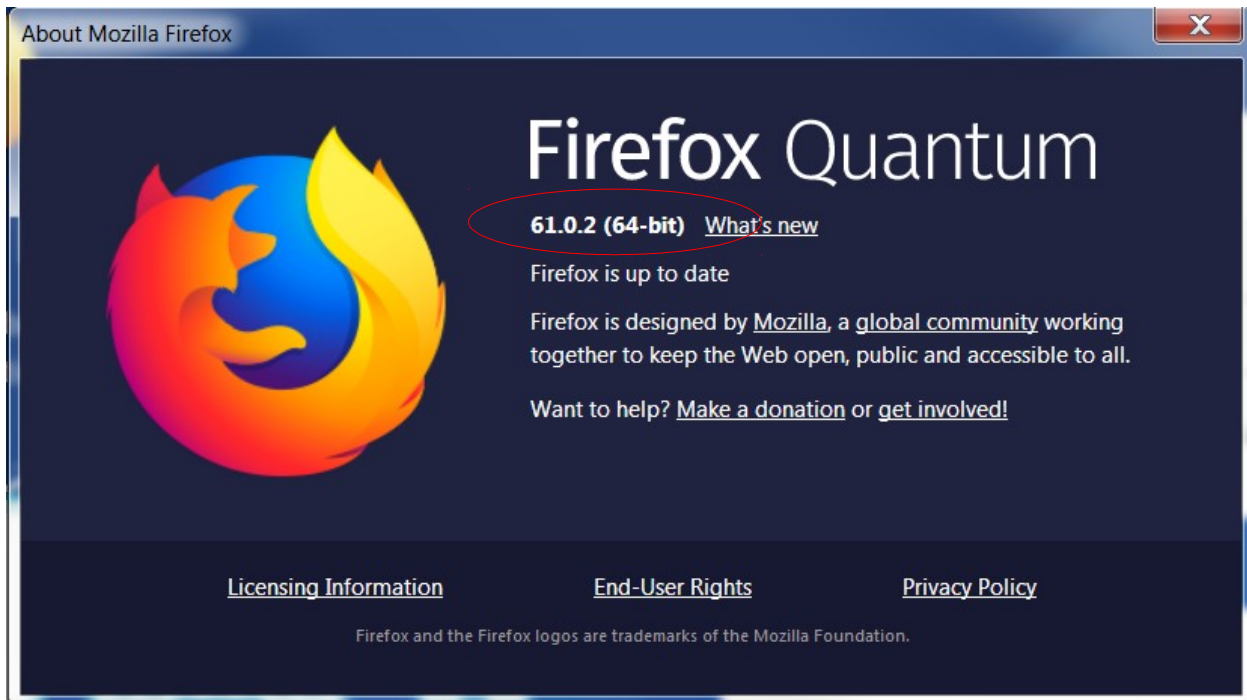 About Mozilla Firefox
X
Firefox Quantum
61.0.2 (64-bit) What's new
Firefox is up to date
Firefox is designed by Mozilla, a global community working
together to keep the Web open, public and accessible to all.
Want to help? Make a donation or get involved!
Licensing Information End-User Rights Privacy Policy
Firefox and the Firefox logos are trademarks of the Mozilla Foundation.